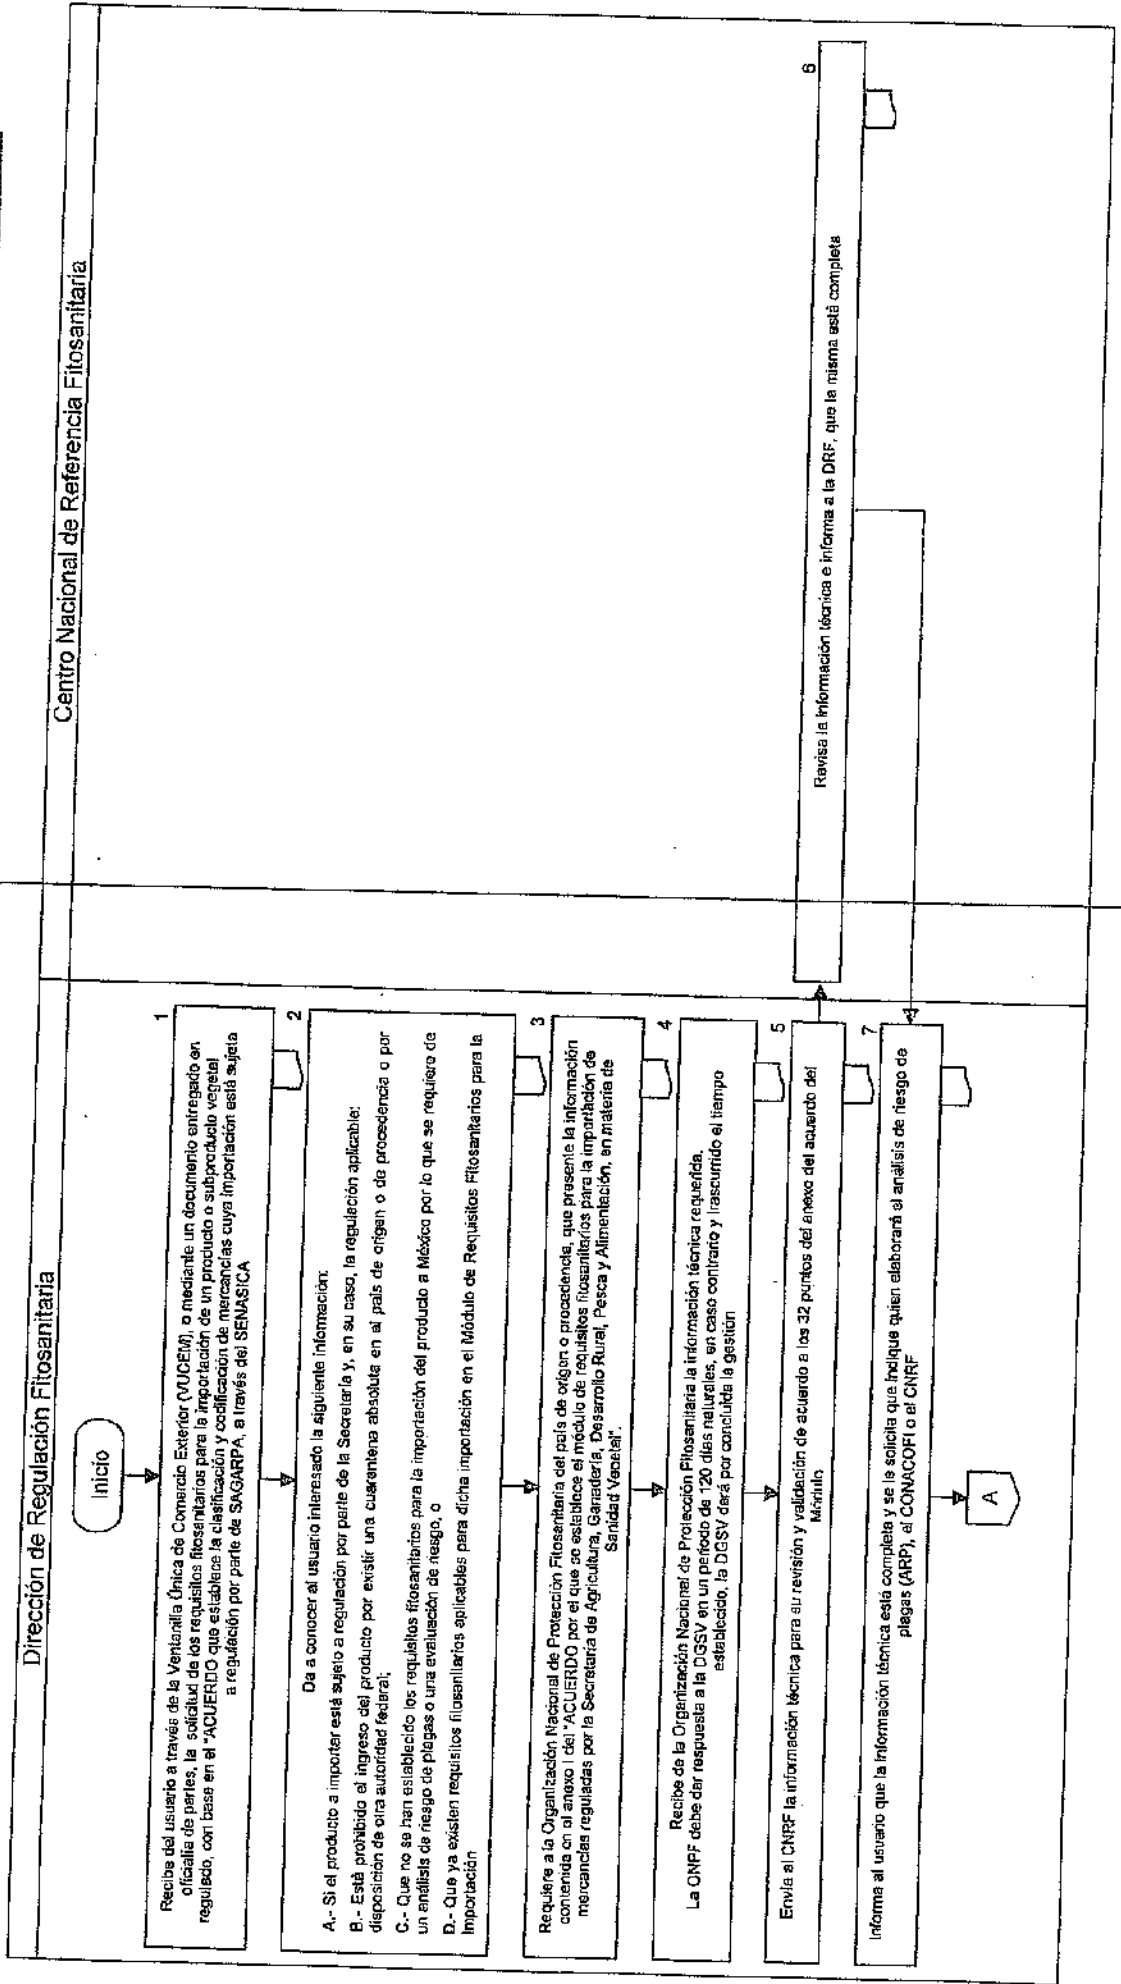 Dirección de Regulación Fitosanitaria
Centro Nacional de Referencia Fitosanitaria
Inicio
1
Recibe del usuario a través de la Ventanilla Única de Comercio Exterior (VUCEM), o mediante un documento entregado en
oficialía de partes, la solicitud de los requisitos fitosanitarios para la importación de un producto o subproducto vegetal
regulado, con base en el "ACUERDO que establece la clasificación y codificación de mercancías cuya importación está sujeta
a regulación por parte de SAGARPA, a través del SENASICA
2
Da a conocer al usuario interesado la siguiente información:
A.- Si el producto a importar está sujeto a regulación por parte de la Secretaría y, en su caso, la regulación aplicable:
B.- Está prohibido el ingreso del producto por existir una cuarentena absoluta en el país de origen o de procedencia o por
disposición de otra autoridad federal;
C.- Que no se han establecido los requisitos fitosanitarios para la importación del producto a México por lo que se requiere de
un análisis de riesgo de plagas o una evaluación de riesgo, o
D.- Que ya existen requisitos fitosanitarios aplicables para dicha importación en el Módulo de Requisitos Fitosanitarios para la
Importación
3
Requiere a la Organización Nacional de Protección Fitosanitaria del país de origen o procedencia, que presente la información
contenida en el anexo I del "ACUERDO por el que se establece el módulo de requisitos fitosanitarios para la importación de
mercancías reguladas por la Secretaría de Agricultura, Ganadería, Desarrollo Rural, Pesca y Alimentación, en materia de
Sanidad Vegetal".
4
Recibe de la Organización Nacional de Protección Fitosanitaria la información técnica requerida.
La ONPF debe dar respuesta a la DGSV en un período de 120 días naturales, en caso contrario y trascurrido el tiempo
establecido, la DGSV dará por concluida la gestión
5
Envía al CNRF la información técnica para su revisión y validación de acuerdo a los 32 puntos del anexo del acuerdo del
Módulo
6
Revisa la información técnica e informa a la DRF, que la misma está completa
7
Informa al usuario que la información técnica está completa y se le solicita que indique quien elaborará el análisis de riesgo de
plagas (ARP), el CONACOFI o el CNRF
A